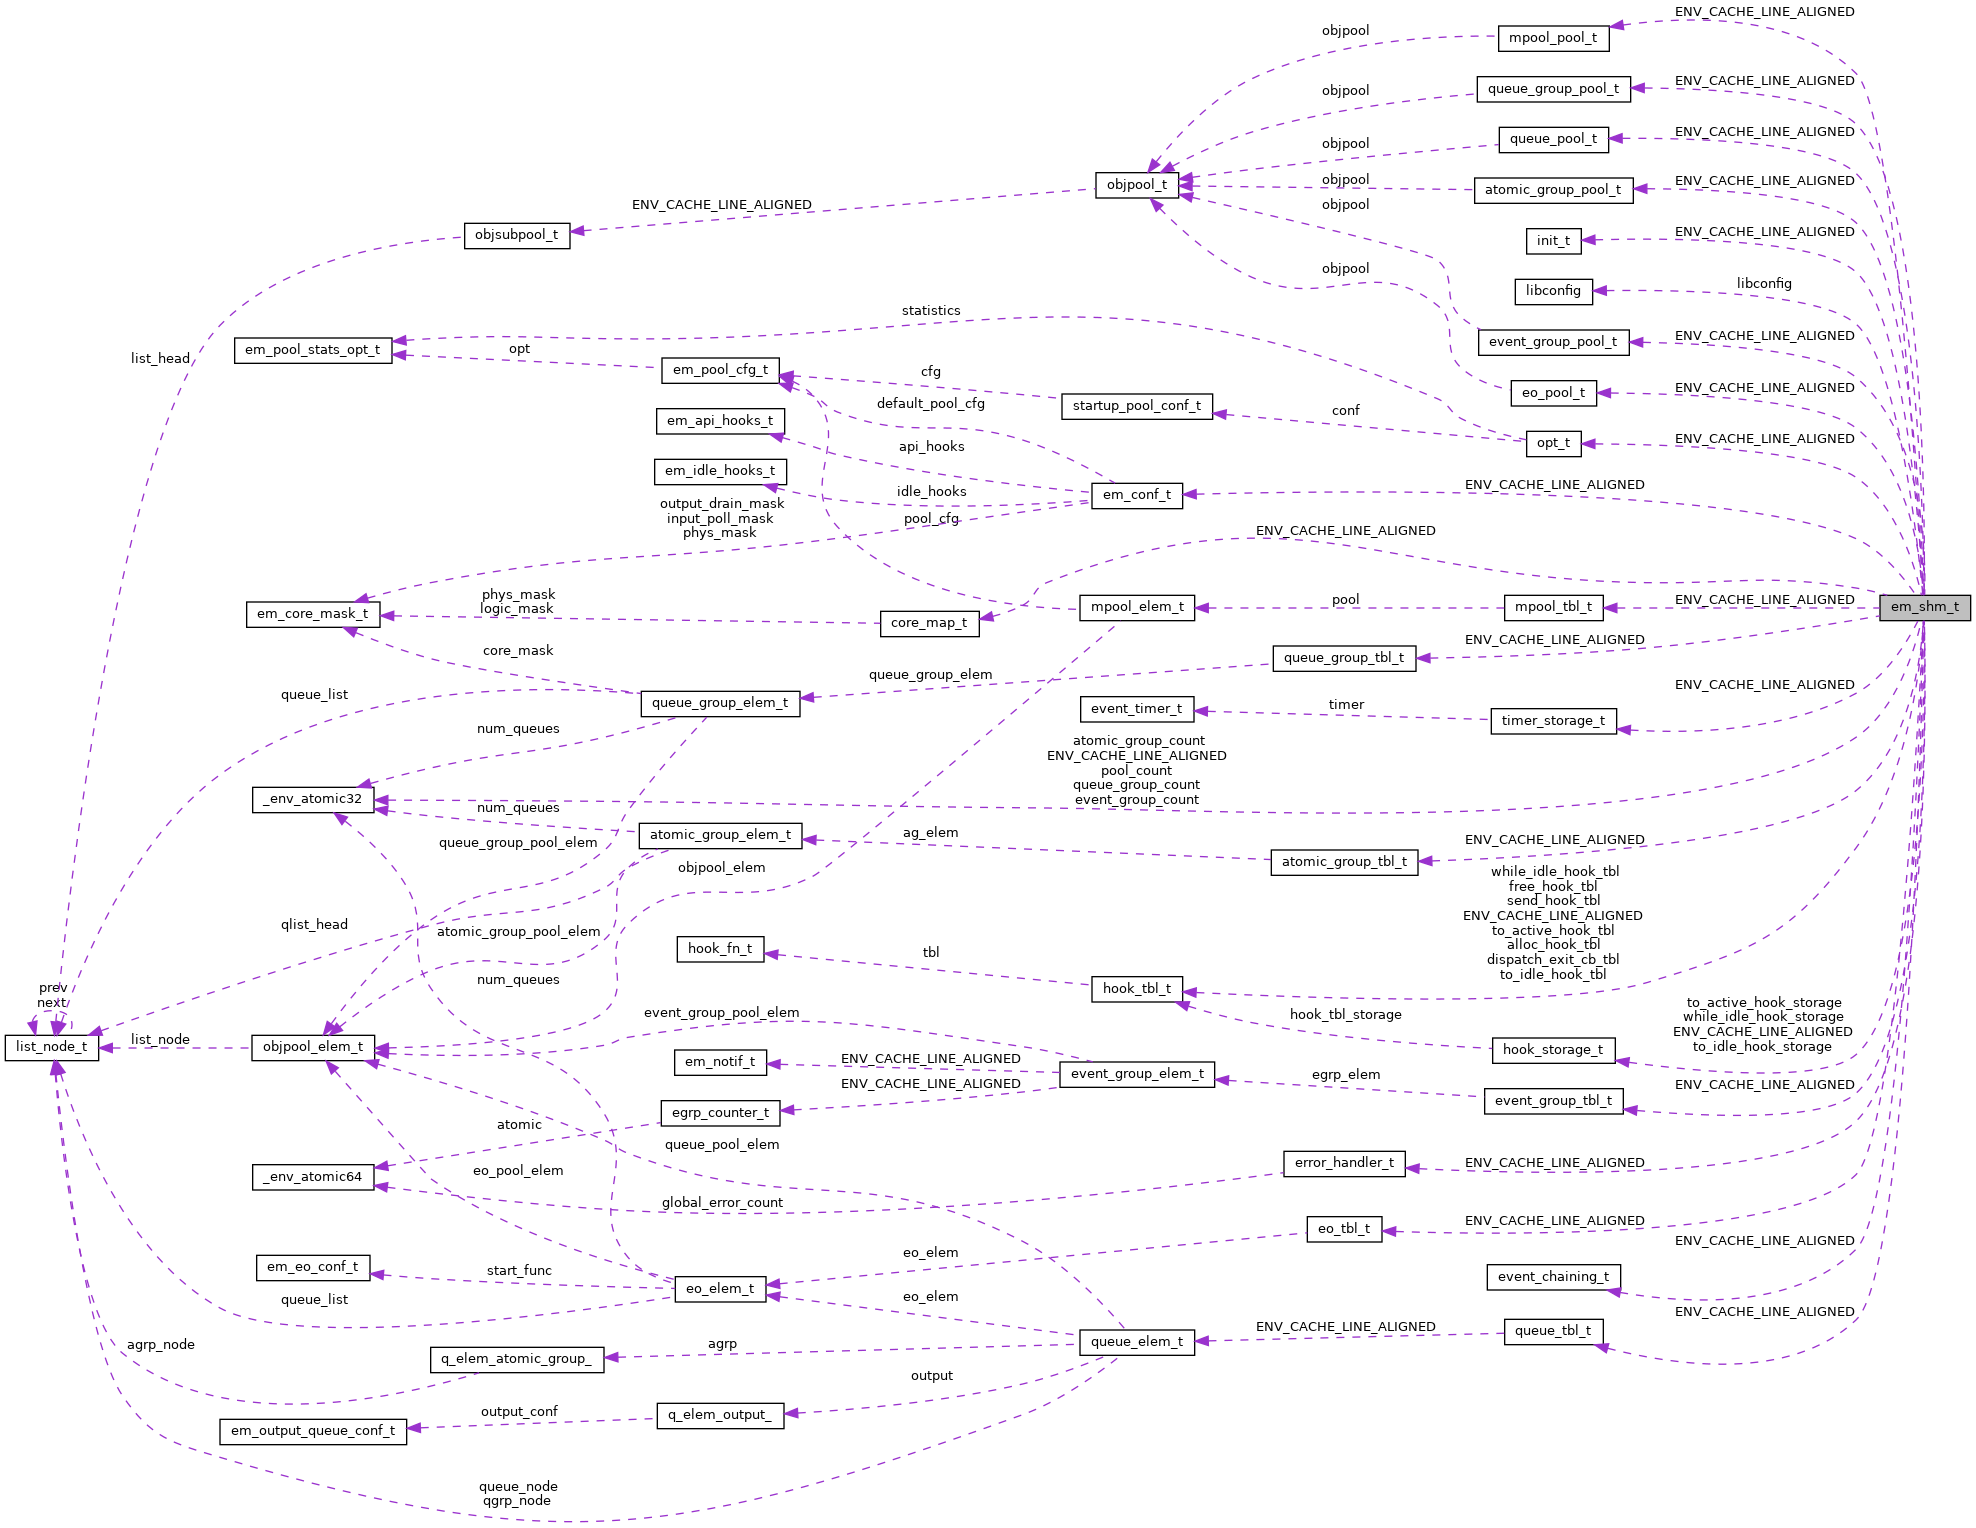 ENV_CACHE_LINE_ALIGNED
objpool
mpool_pool_t
ENV_CACHE_LINE_ALIGNED
objpool
queue_group_pool_t
ENV_CACHE_LINE_ALIGNED
objpool
queue_pool_t
objpool
ENV_CACHE_LINE_ALIGNED
objpool_t
atomic_group_pool_t
ENV_CACHE_LINE_ALIGNED
objpool
objsubpool_t
ENV_CACHE_LINE_ALIGNED
init_t
objpool
libconfig
libconfig
statistics
list_head
em_pool_stats_opt_t
opt
ENV_CACHE_LINE_ALIGNED
event_group_pool_t
em_pool_cfg_t
cfg
ENV_CACHE_LINE_ALIGNED
eo_pool_t
default_pool_cfg
startup_pool_conf_t
conf
em_api_hooks_t
api_hooks
ENV_CACHE_LINE_ALIGNED
opt_t
em_idle_hooks_t
idle_hooks
em_conf_t
ENV_CACHE_LINE_ALIGNED
output_drain_mask
input_poll_mask
phys_mask
pool_cfg
ENV_CACHE_LINE_ALIGNED
phys_mask
logic_mask
em_core_mask_t
core_map_t
mpool_elem_t
pool
mpool_tbl_t
ENV_CACHE_LINE_ALIGNED
em_shm_t
core_mask
queue_group_tbl_t
ENV_CACHE_LINE_ALIGNED
queue_group_elem
queue_list
queue_group_elem_t
ENV_CACHE_LINE_ALIGNED
event_timer_t
timer
timer_storage_t
num_queues
atomic_group_count
ENV_CACHE_LINE_ALIGNED
pool_count
queue_group_count
event_group_count
_env_atomic32
num_queues
queue_group_pool_elem
atomic_group_elem_t
ag_elem
ENV_CACHE_LINE_ALIGNED
atomic_group_tbl_t
objpool_elem
while_idle_hook_tbl
free_hook_tbl
send_hook_tbl
ENV_CACHE_LINE_ALIGNED
to_active_hook_tbl
alloc_hook_tbl
dispatch_exit_cb_tbl
to_idle_hook_tbl
qlist_head
atomic_group_pool_elem
hook_fn_t
tbl
hook_tbl_t
num_queues
prev
next
list_node_t
list_node
objpool_elem_t
event_group_pool_elem
hook_tbl_storage
to_active_hook_storage
while_idle_hook_storage
ENV_CACHE_LINE_ALIGNED
to_idle_hook_storage
hook_storage_t
em_notif_t
ENV_CACHE_LINE_ALIGNED
event_group_elem_t
egrp_elem
ENV_CACHE_LINE_ALIGNED
event_group_tbl_t
ENV_CACHE_LINE_ALIGNED
egrp_counter_t
atomic
queue_pool_elem
_env_atomic64
eo_pool_elem
error_handler_t
ENV_CACHE_LINE_ALIGNED
global_error_count
eo_tbl_t
ENV_CACHE_LINE_ALIGNED
ENV_CACHE_LINE_ALIGNED
eo_elem
em_eo_conf_t
start_func
event_chaining_t
eo_elem_t
queue_list
eo_elem
ENV_CACHE_LINE_ALIGNED
ENV_CACHE_LINE_ALIGNED
queue_tbl_t
agrp_node
q_elem_atomic_group_
agrp
queue_elem_t
output
em_output_queue_conf_t
output_conf
q_elem_output_
queue_node
qgrp_node